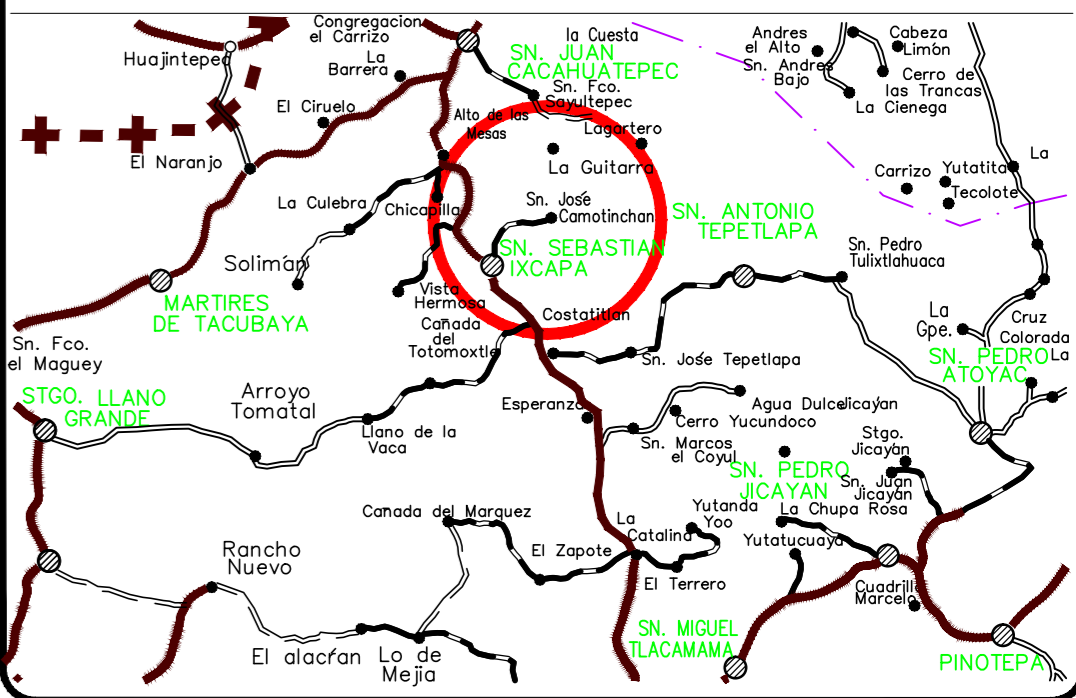 Congregacion
el Carrizo
la Cuesta
Andres
el Alto
Cabeza
Limón
Huajintepec
La
Barrera
SN. JUAN
CACAHUATEPEC
Sn. Andres
Bajo
Cerro de
las Trancas
Sn. Fco.
Sayultepec
La Cienega
El Ciruelo
Alto de las
Mesas
Lagartero
El Naranjo
La Guitarra
La
Carrizo
Yutatita
Tecolote
La Culebra
Chicapilla
Sn. José
Camotinchan
SN. ANTONIO
TEPETLAPA
SN. SEBASTIAN
IXCAPA
Sn. Pedro
Tulixtlahuaca
Solimán
Vista
Hermosa
MARTIRES
DE TACUBAYA
Costatitlan
Cañada
del
Totomoxtle
La
Gpe.
Cruz
Colorada
La
Sn. Fco.
el Maguey
Sn. José Tepetlapa
SN. PEDRO
ATOYAC
STGO. LLANO
GRANDE
Arroyo
Tomatal
Esperanza
Agua Dulce
Jicayan
Cerro
Yucundoco
Llano de la
Vaca
Sn. Marcos
el Coyul
Stgo.
Jicayan
SN. PEDRO
JICAYAN
Sn. Juan
Jicayan
Cañada del Marquez
La
Catalina
Yutanda
Yoo
La Chupa Rosa
Rancho
Nuevo
El Zapote
Yutatucuaya
El Terrero
Cuadrill
Marcelo
El alacran
Lo de
Mejia
SN. MIGUEL
TLACAMAMA
PINOTEPA